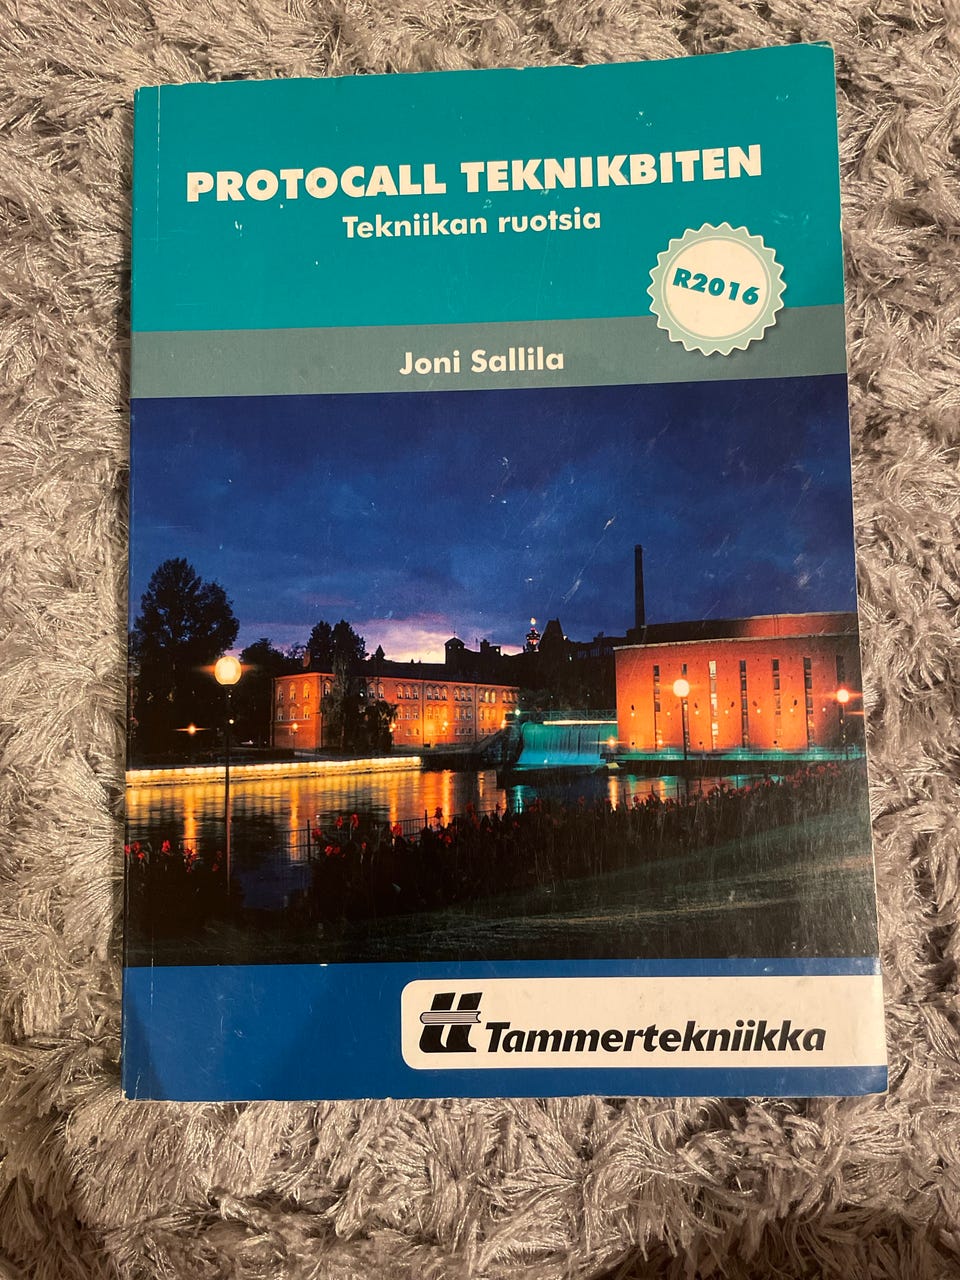 PROTOCALL TEKNIKBITEN
Tekniikan ruotsia
R2016
Joni Sallila
Tammertekniikka